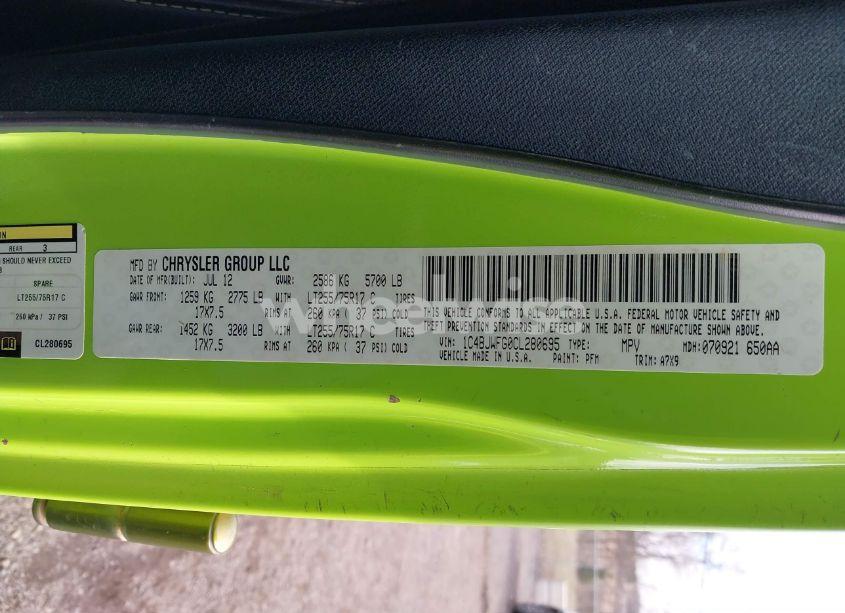 ON
REAR 3
SHOULD NEVER EXCEED
SPARE
LT255/75R17 C
250 kPa / 37 PSI
CL280695
MFD BY CHRYSLER GROUP LLC
DATE OF MFR(BUILT): JUL 12 GVWR: 2586 KG 5700 LB
GAWR FRONT: 1259 KG 2775 LB WITH LT255/75R17 C TIRES
17X7.5 RIMS AT 260 KPA ( 37 PSI) COLD
GAWR REAR: 1452 KG 3200 LB WITH LT255/75R17 C TIRES
17X7.5 RIMS AT 260 KPA ( 37 PSI) COLD
THIS VEHICLE CONFORMS TO ALL APPLICABLE U.S.A. FEDERAL MOTOR VEHICLE SAFETY AND
THEFT PREVENTION STANDARDS IN EFFECT ON THE DATE OF MANUFACTURE SHOWN ABOVE.
VIN: 1C4BJWFG0CL280695 TYPE: MPV MDH: 070921 650AA
VEHICLE MADE IN U.S.A. PAINT: PFM TRIM: A7X9